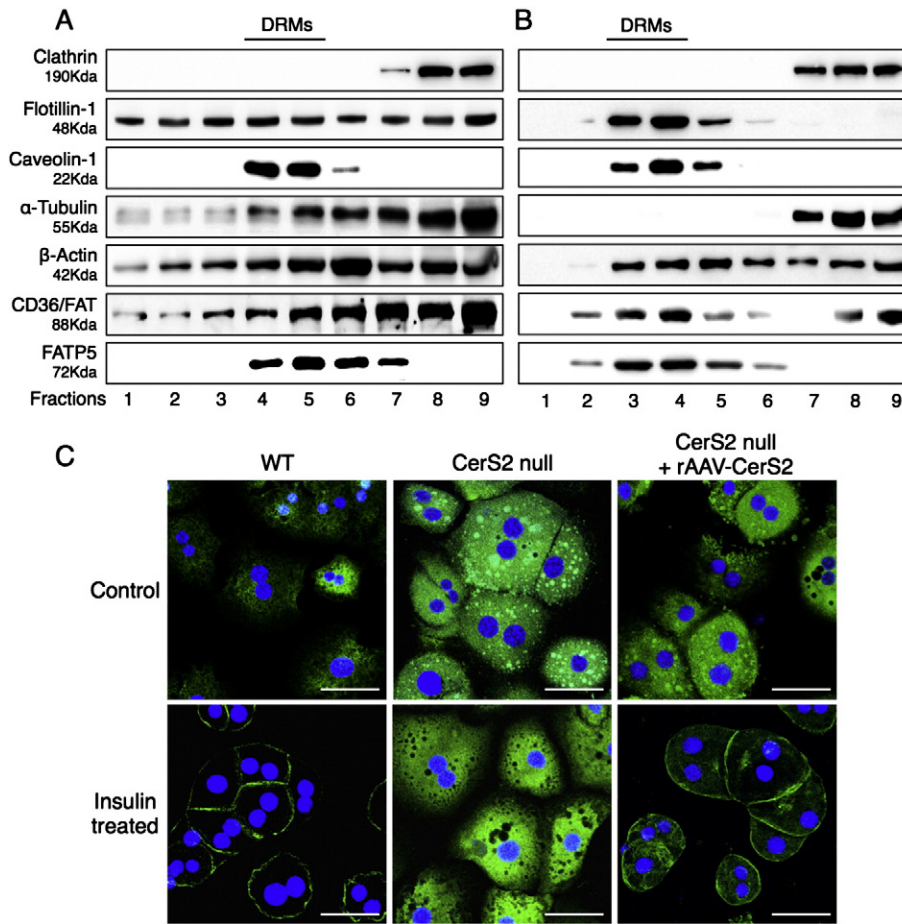 A
DRMs
B
DRMs
Clathrin
190Kda
Flotillin-1
48Kda
Caveolin-1
22Kda
α-Tubulin
55Kda
β-Actin
42Kda
CD36/FAT
88Kda
FATP5
72Kda
Fractions 1 2 3 4 5 6 7 8 9 1 2 3 4 5 6 7 8 9
C
WT
CerS2 null
CerS2 null
+ rAAV-CerS2
Control
Insulin
treated